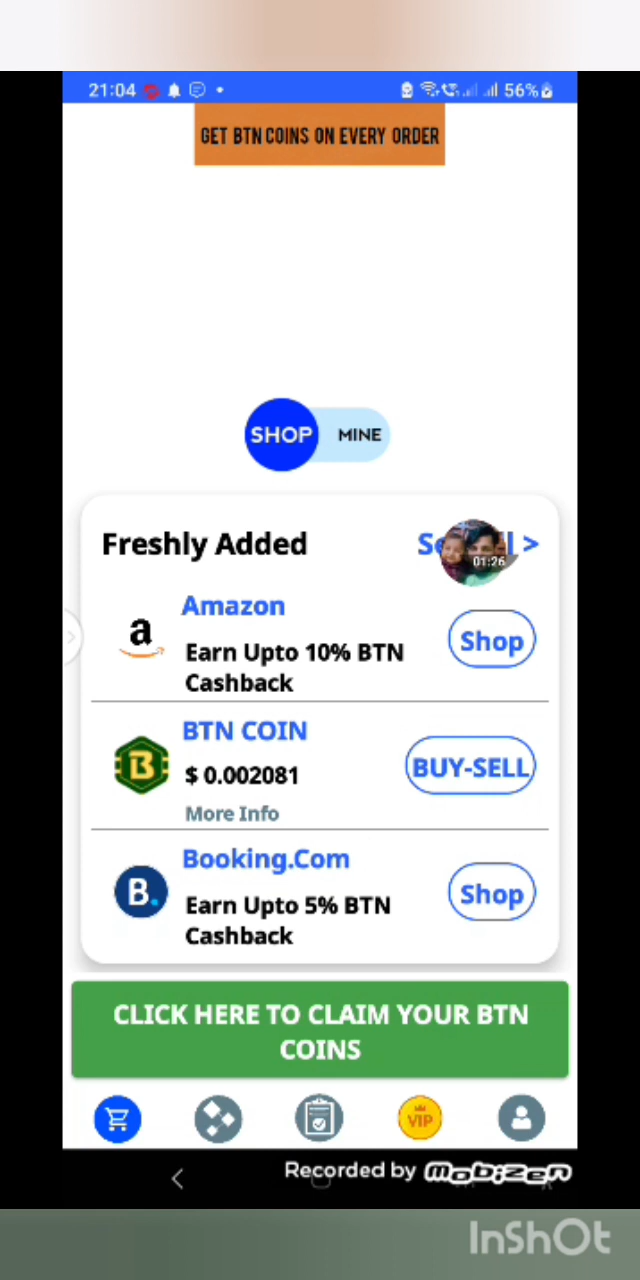 21:04
56%
GET BTN COINS ON EVERY ORDER
SHOP MINE
Freshly Added
>
01:26
Amazon
a
Earn Upto 10% BTN
Cashback
Shop
BTN COIN
B
$ 0.002081
BUY-SELL
More Info
Booking.Com
B.
Earn Upto 5% BTN
Cashback
Shop
CLICK HERE TO CLAIM YOUR BTN
COINS
VIP
Recorded by mobizen
InShOt